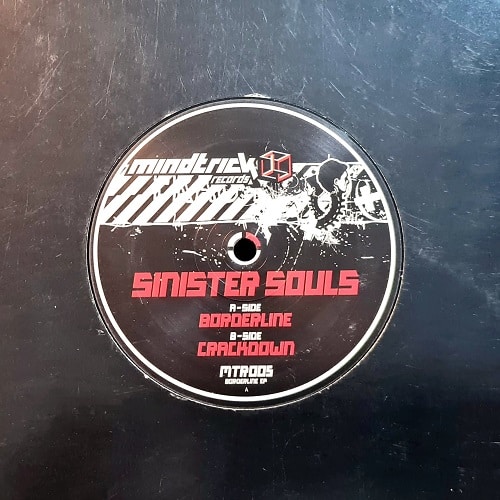 mindtrick
records
SINISTER SOULS
A-SIDE
BORDERLINE
B-SIDE
CRACKDOWN
MTR005
BORDERLINE EP
A